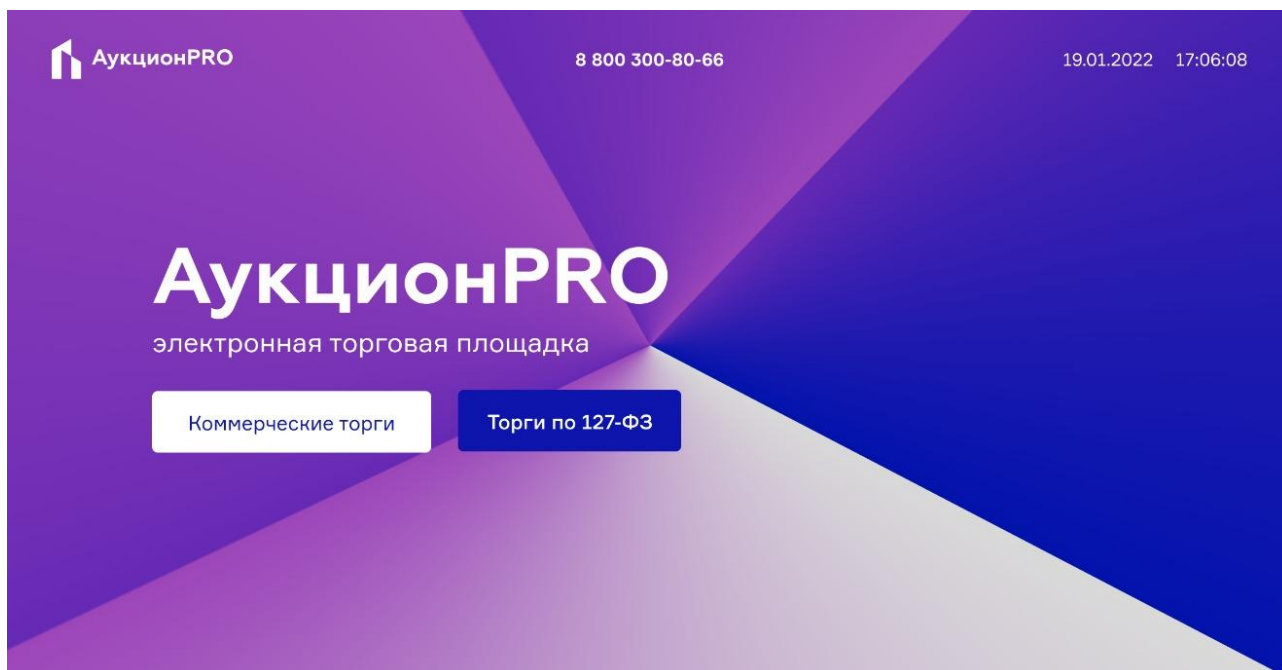 АукционPRO
8 800 300-80-66
19.01.2022 17:06:08
АукционPRO
электронная торговая площадка
Коммерческие торги
Торги по 127-ФЗ